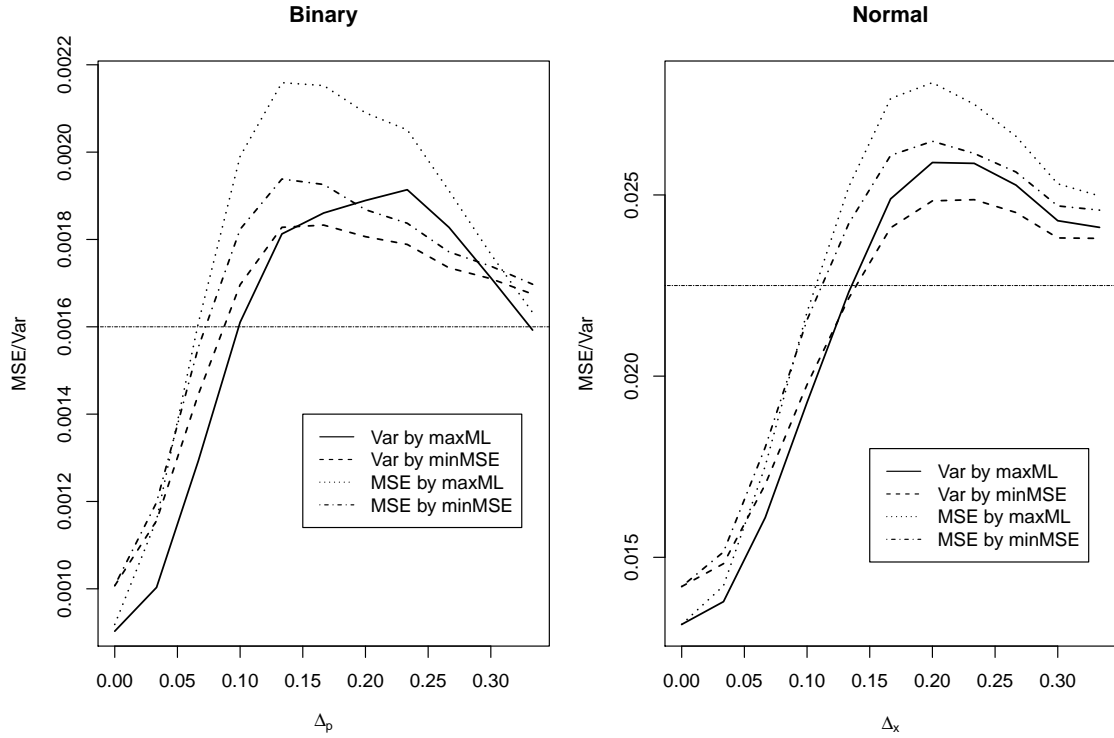 Binary
MSE/Var
0.0022
0.0020
0.0018
0.0016
0.0014
0.0012
0.0010
Var by maxML
Var by minMSE
MSE by maxML
MSE by minMSE
0.00 0.05 0.10 0.15 0.20 0.25 0.30
Δp
Normal
MSE/Var
0.025
0.020
0.015
Var by maxML
Var by minMSE
MSE by maxML
MSE by minMSE
0.00 0.05 0.10 0.15 0.20 0.25 0.30
Δx